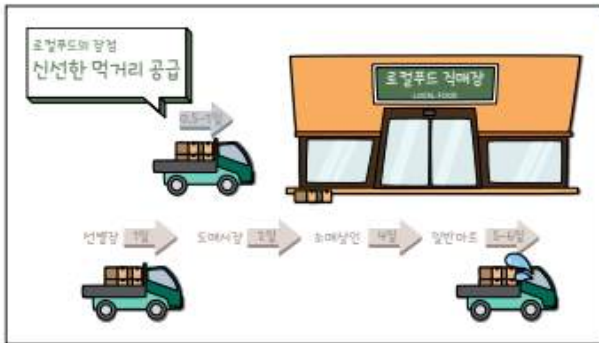 로컬푸드의 장점
신선한 먹거리 공급
로컬푸드 직매장
LOCAL FOOD
0.5~1일
선별장 1일 도매시장 2일 소매상인 4일 일반마트 5~6일